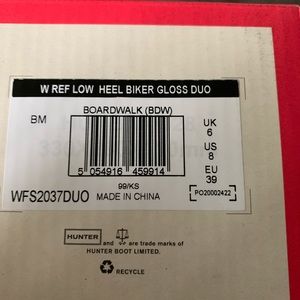 W REF LOW HEEL BIKER GLOSS DUO
BM
BOARDWALK (BDW)
5 054916 459914
99/KS
WFS2037DUO MADE IN CHINA
UK
6
US
8
EU
39
PO20002422
HUNTER and are trade marks of
HUNTER BOOT LIMITED.
RECYCLE